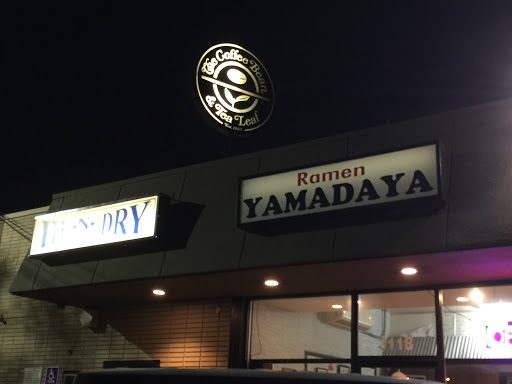 The Coffee Bean
& Tea Leaf
Ramen
YAMADAYA
DRY
3118